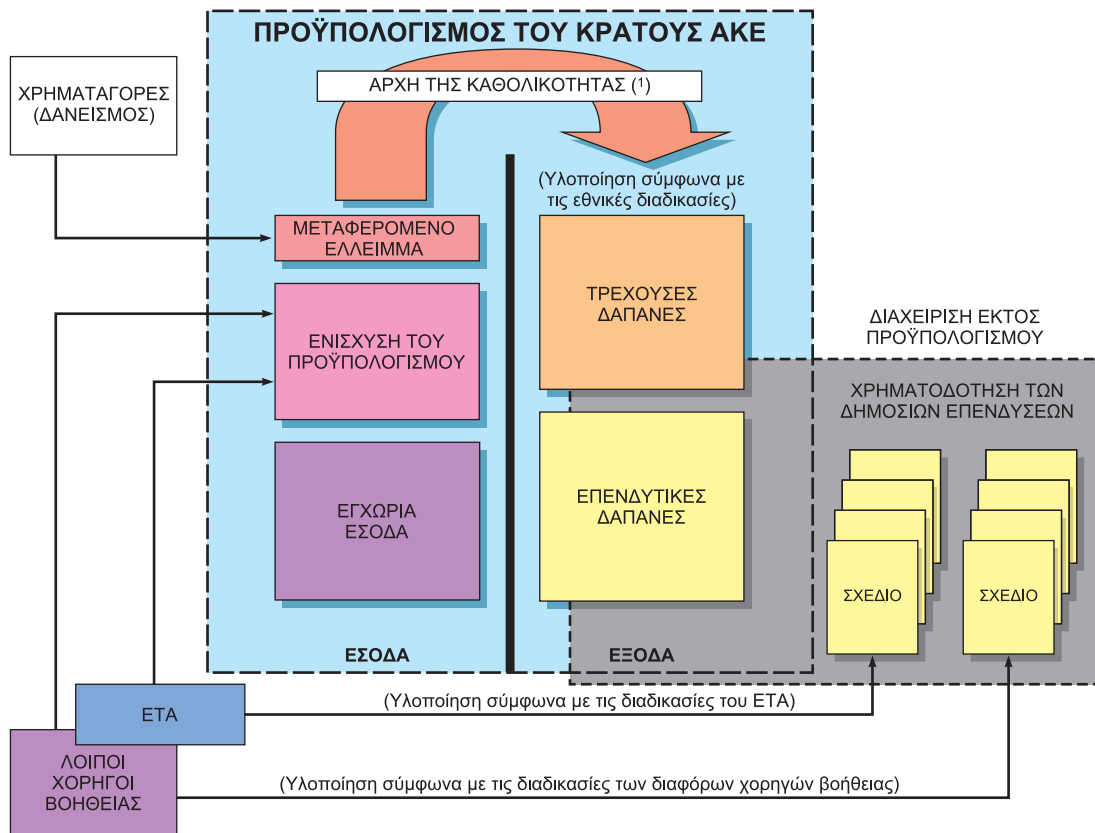 ΠΡΟΫΠΟΛΟΓΙΣΜΟΣ ΤΟΥ ΚΡΑΤΟΥΣ ΑΚΕ
ΑΡΧΗ ΤΗΣ ΚΑΘΟΛΙΚΟΤΗΤΑΣ (1)
ΧΡΗΜΑΤΑΓΟΡΕΣ
(ΔΑΝΕΙΣΜΟΣ)
(Υλοποίηση σύμφωνα με
τις εθνικές διαδικασίες)
ΜΕΤΑΦΕΡΟΜΕΝΟ
ΕΛΛΕΙΜΜΑ
ΤΡΕΧΟΥΣΕΣ
ΔΑΠΑΝΕΣ
ΕΝΙΣΧΥΣΗ ΤΟΥ
ΠΡΟΫΠΟΛΟΓΙΣΜΟΥ
ΔΙΑΧΕΙΡΙΣΗ ΕΚΤΟΣ
ΠΡΟΫΠΟΛΟΓΙΣΜΟΥ
ΧΡΗΜΑΤΟΔΟΤΗΣΗ ΤΩΝ
ΔΗΜΟΣΙΩΝ ΕΠΕΝΔΥΣΕΩΝ
ΕΓΧΩΡΙΑ
ΕΣΟΔΑ
ΕΠΕΝΔΥΤΙΚΕΣ
ΔΑΠΑΝΕΣ
ΣΧΕΔΙΟ
ΣΧΕΔΙΟ
ΕΣΟΔΑ
ΕΞΟΔΑ
ΕΤΑ
(Υλοποίηση σύμφωνα με τις διαδικασίες του ΕΤΑ)
ΛΟΙΠΟΙ
ΧΟΡΗΓΟΙ
ΒΟΗΘΕΙΑΣ
(Υλοποίηση σύμφωνα με τις διαδικασίες των διαφόρων χορηγών βοήθειας)